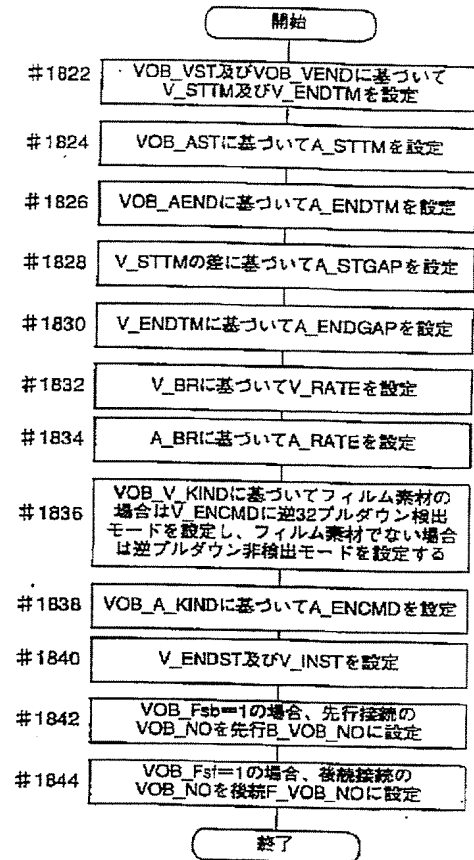 開始
#1822
VOB_VST及びVOB_VENDに基づいて
V_STTM及びV_ENDTMを設定
#1824
VOB_ASTに基づいてA_STTMを設定
#1826
VOB_AENDに基づいてA_ENDTMを設定
#1828
V_STTMの差に基づいてA_STGAPを設定
#1830
V_ENDTMに基づいてA_ENDGAPを設定
#1832
V_BRに基づいてV_RATEを設定
#1834
A_BRに基づいてA_RATEを設定
#1836
VOB_V_KINDに基づいてフィルム素材の
場合はV_ENCMDに逆32プルダウン検出
モードを設定し、フィルム素材でない場合
は逆プルダウン非検出モードを設定する
#1838
VOB_A_KINDに基づいてA_ENCMDを設定
#1840
V_ENDST及びV_INSTを設定
#1842
VOB_Fsb=1の場合、先行接続の
VOB_NOを先行B_VOB_NOに設定
#1844
VOB_Fsf=1の場合、後続接続の
VOB_NOを後続F_VOB_NOに設定
終了